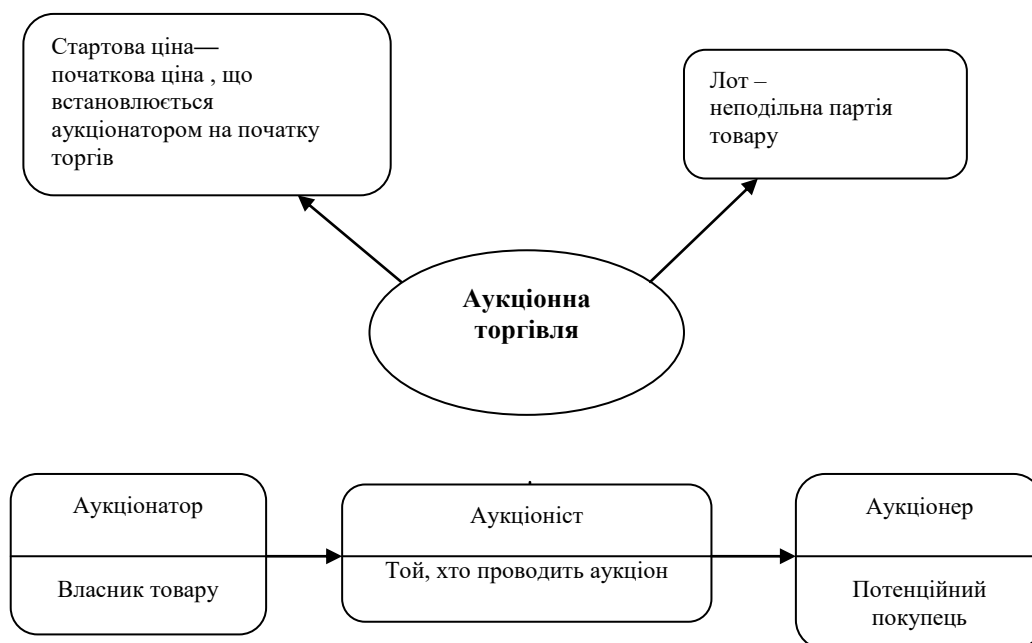 Стартова ціна—
початкова ціна , що
встановлюється
аукціонатором на початку
торгів
Лот –
неподільна партія
товару
Аукціонна
торгівля
Аукціонатор
Власник товару
Аукціоніст
Той, хто проводить аукціон
Аукціонер
Потенційний
покупець